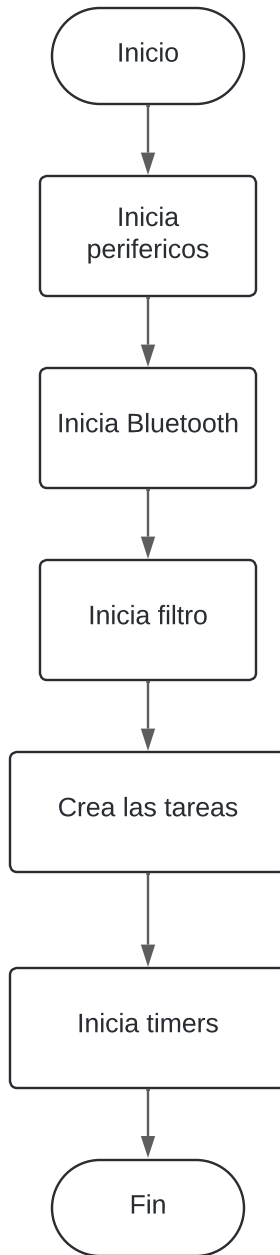 Inicio
Inicia
perifericos
Inicia Bluetooth
Inicia filtro
Crea las tareas
Inicia timers
Fin